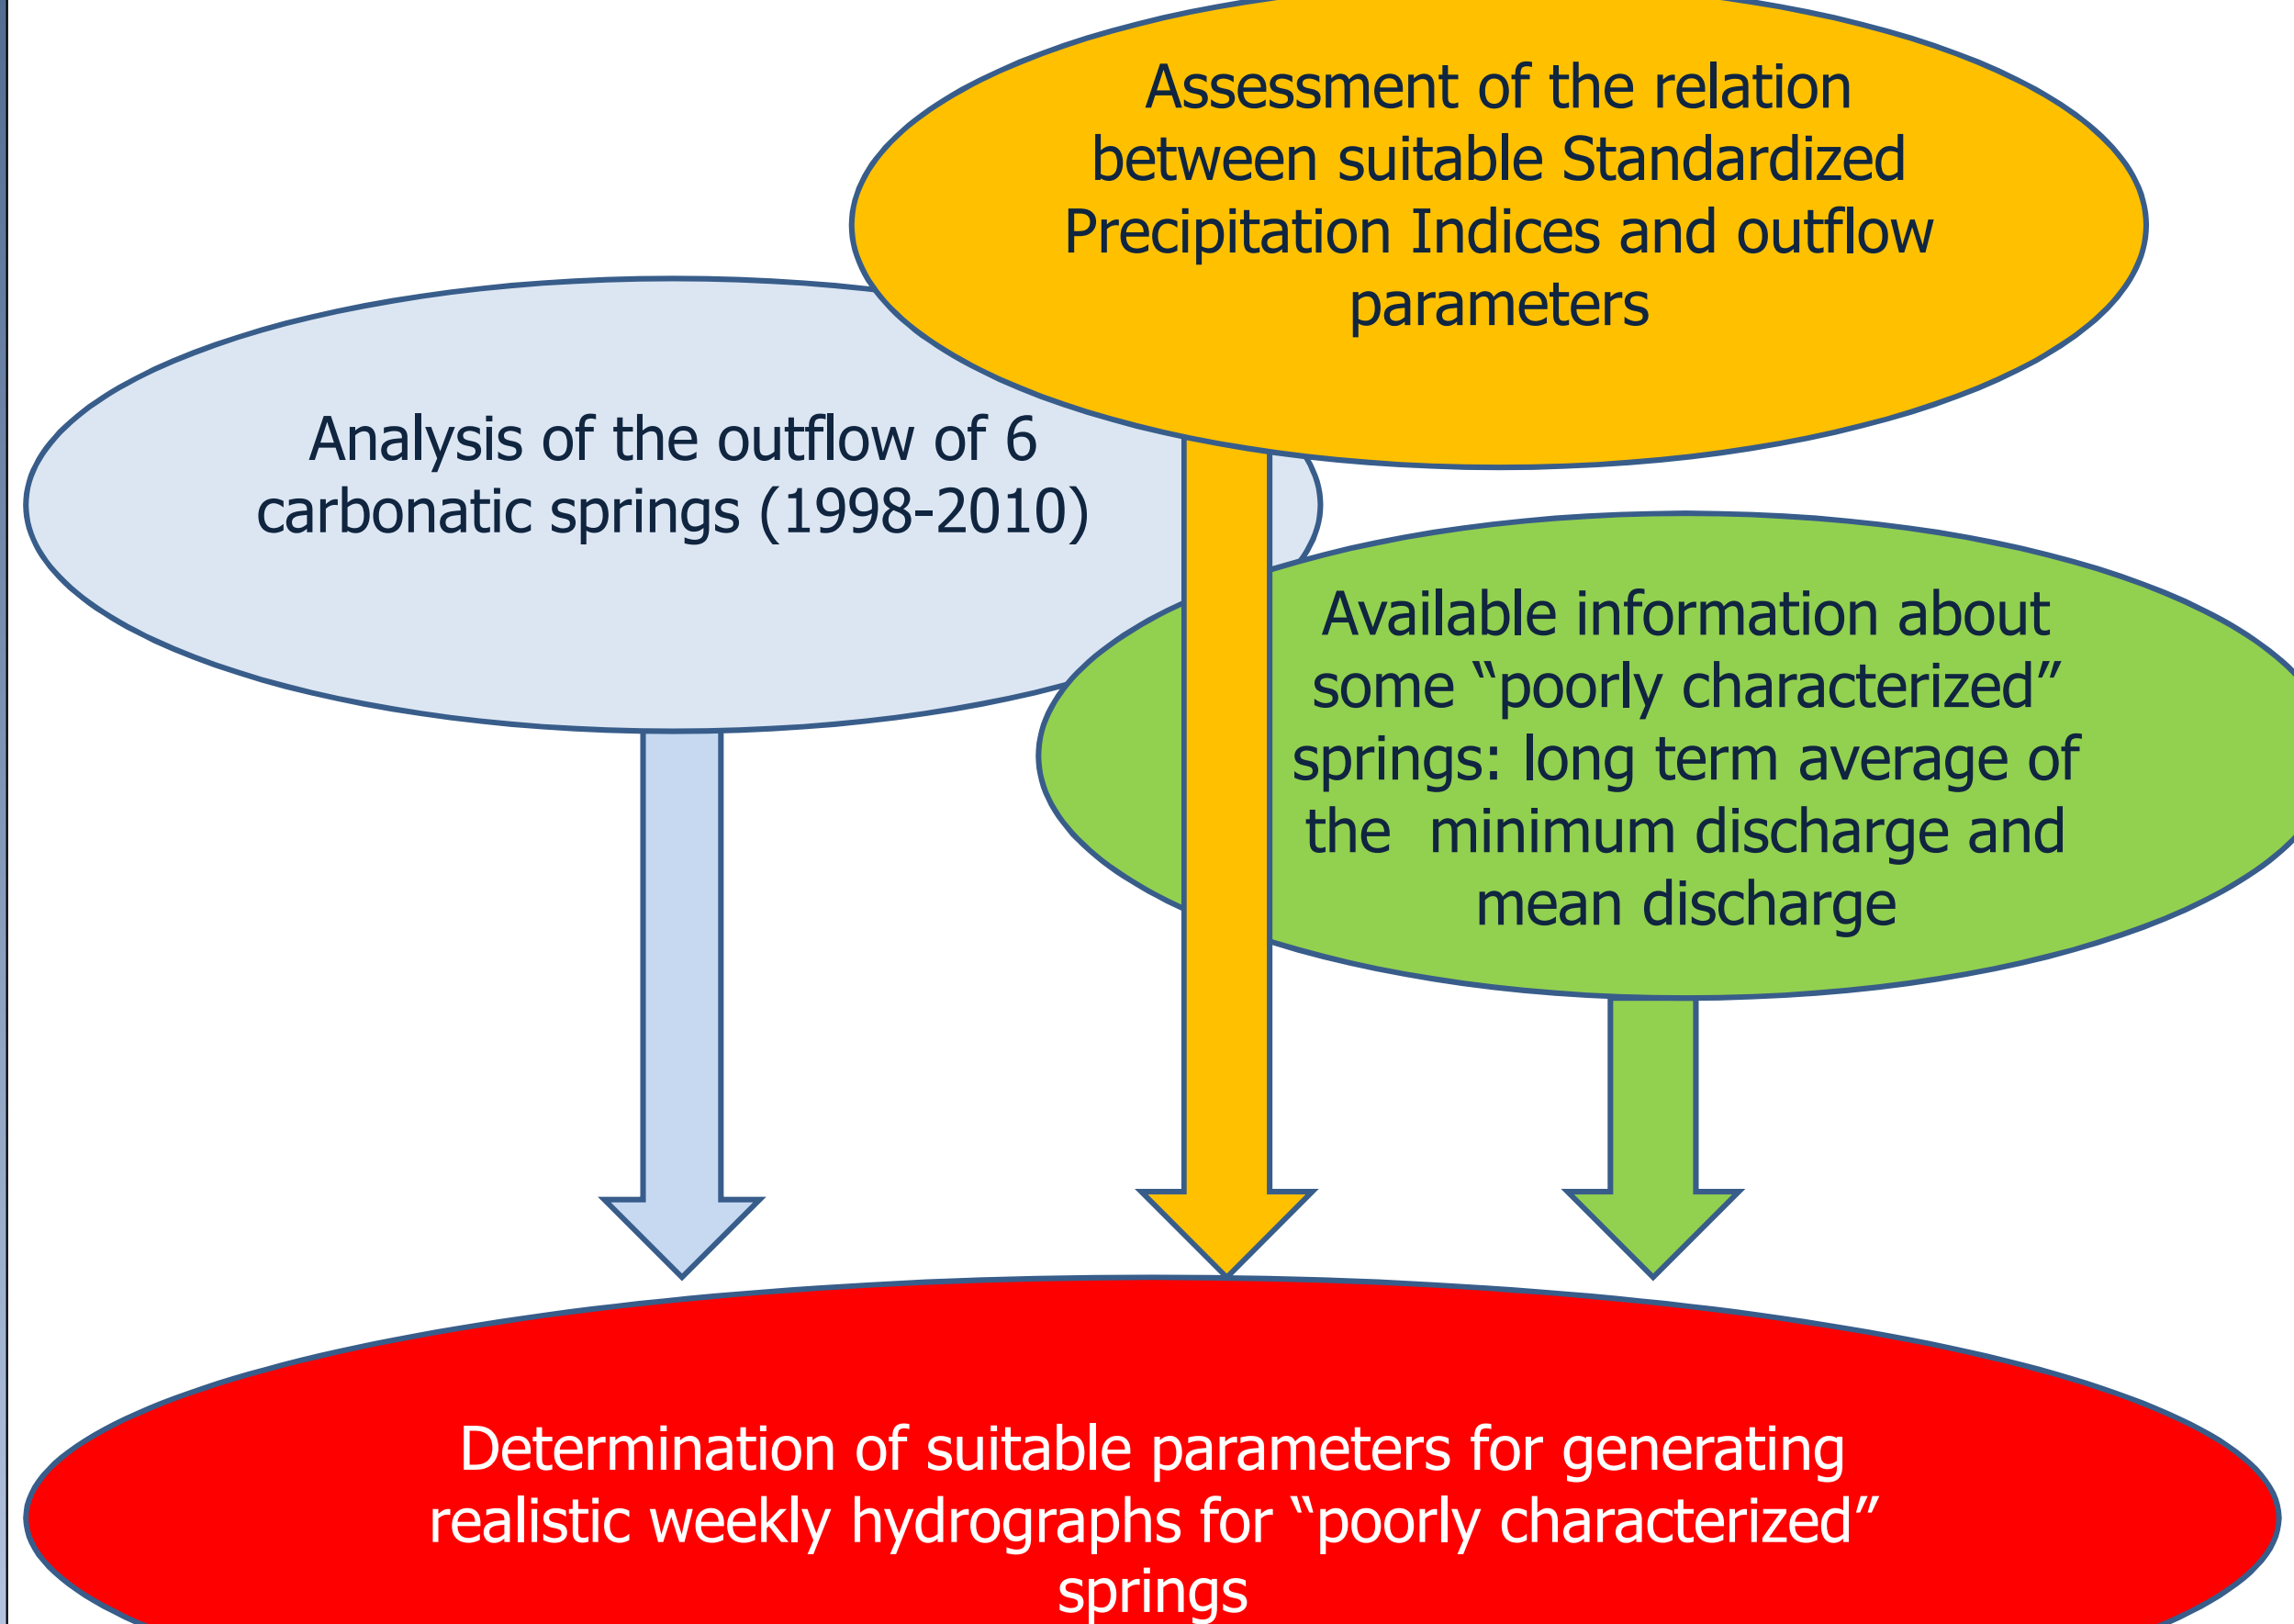 Assessment of the relation
between suitable Standardized
Precipitation Indices and outflow
parameters
Analysis of the outflow of 6
carbonatic springs (1998-2010)
Available information about
some “poorly characterized”
springs: long term average of
the  minimum discharge and
mean discharge
Determination of suitable parameters for generating
realistic weekly hydrographs for “poorly characterized”
springs